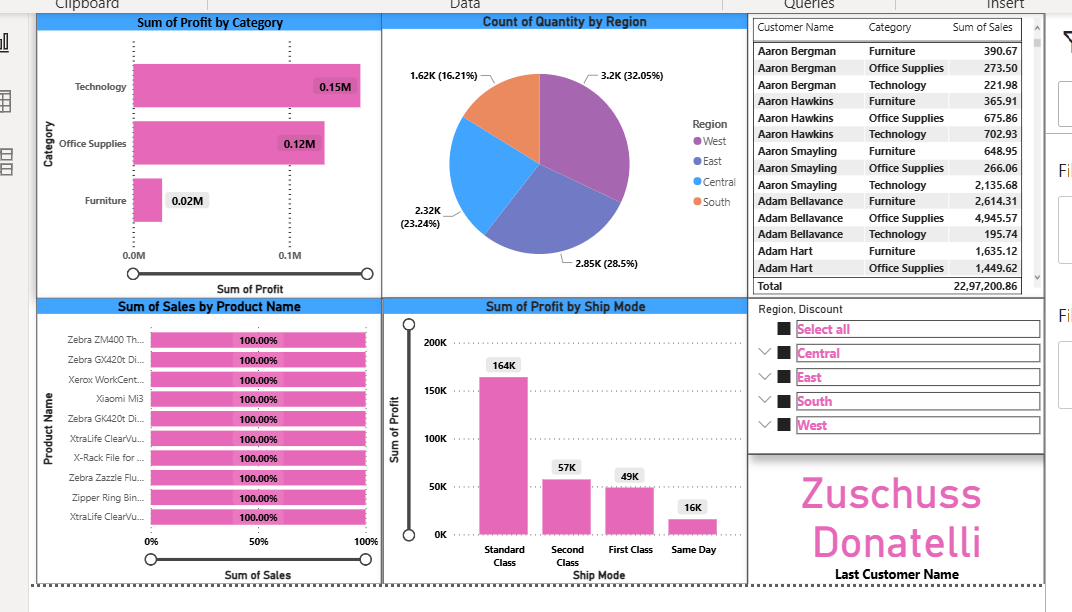 Clipboard
Data
Queries
Insert
Sum of Profit by Category
Category
Technology
0.15M
Office Supplies
0.12M
Furniture
0.02M
0.0M
0.1M
Sum of Profit
Count of Quantity by Region
1.62K (16.21%)
3.2K (32.05%)
2.32K
(23.24%)
2.85K (28.5%)
Region
West
East
Central
South
Customer Name Category Sum of Sales
Aaron Bergman Furniture 390.67
Aaron Bergman Office Supplies 273.50
Aaron Bergman Technology 221.98
Aaron Hawkins Furniture 365.91
Aaron Hawkins Office Supplies 675.86
Aaron Hawkins Technology 702.93
Aaron Smayling Furniture 648.95
Aaron Smayling Office Supplies 266.06
Aaron Smayling Technology 2,135.68
Adam Bellavance Furniture 2,614.31
Adam Bellavance Office Supplies 4,945.57
Adam Bellavance Technology 195.74
Adam Hart Furniture 1,635.12
Adam Hart Office Supplies 1,449.62
Total 22,97,200.86
Sum of Sales by Product Name
Product Name
Zebra ZM400 Th... 100.00%
Zebra GX420t Di... 100.00%
Xerox WorkCent... 100.00%
Xiaomi Mi3 100.00%
Zebra GK420t Di... 100.00%
XtraLife ClearVu... 100.00%
X-Rack File for ... 100.00%
Zebra Zazzle Flu... 100.00%
Zipper Ring Bin... 100.00%
XtraLife ClearVu... 100.00%
0%
50%
100%
Sum of Sales
Sum of Profit by Ship Mode
Sum of Profit
200K
150K
100K
50K
0K
164K
57K
49K
16K
Standard
Class
Second
Class
First Class
Same Day
Ship Mode
Region, Discount
Select all
Central
East
South
West
Zuschuss
Donatelli
Last Customer Name
Fi
Fi